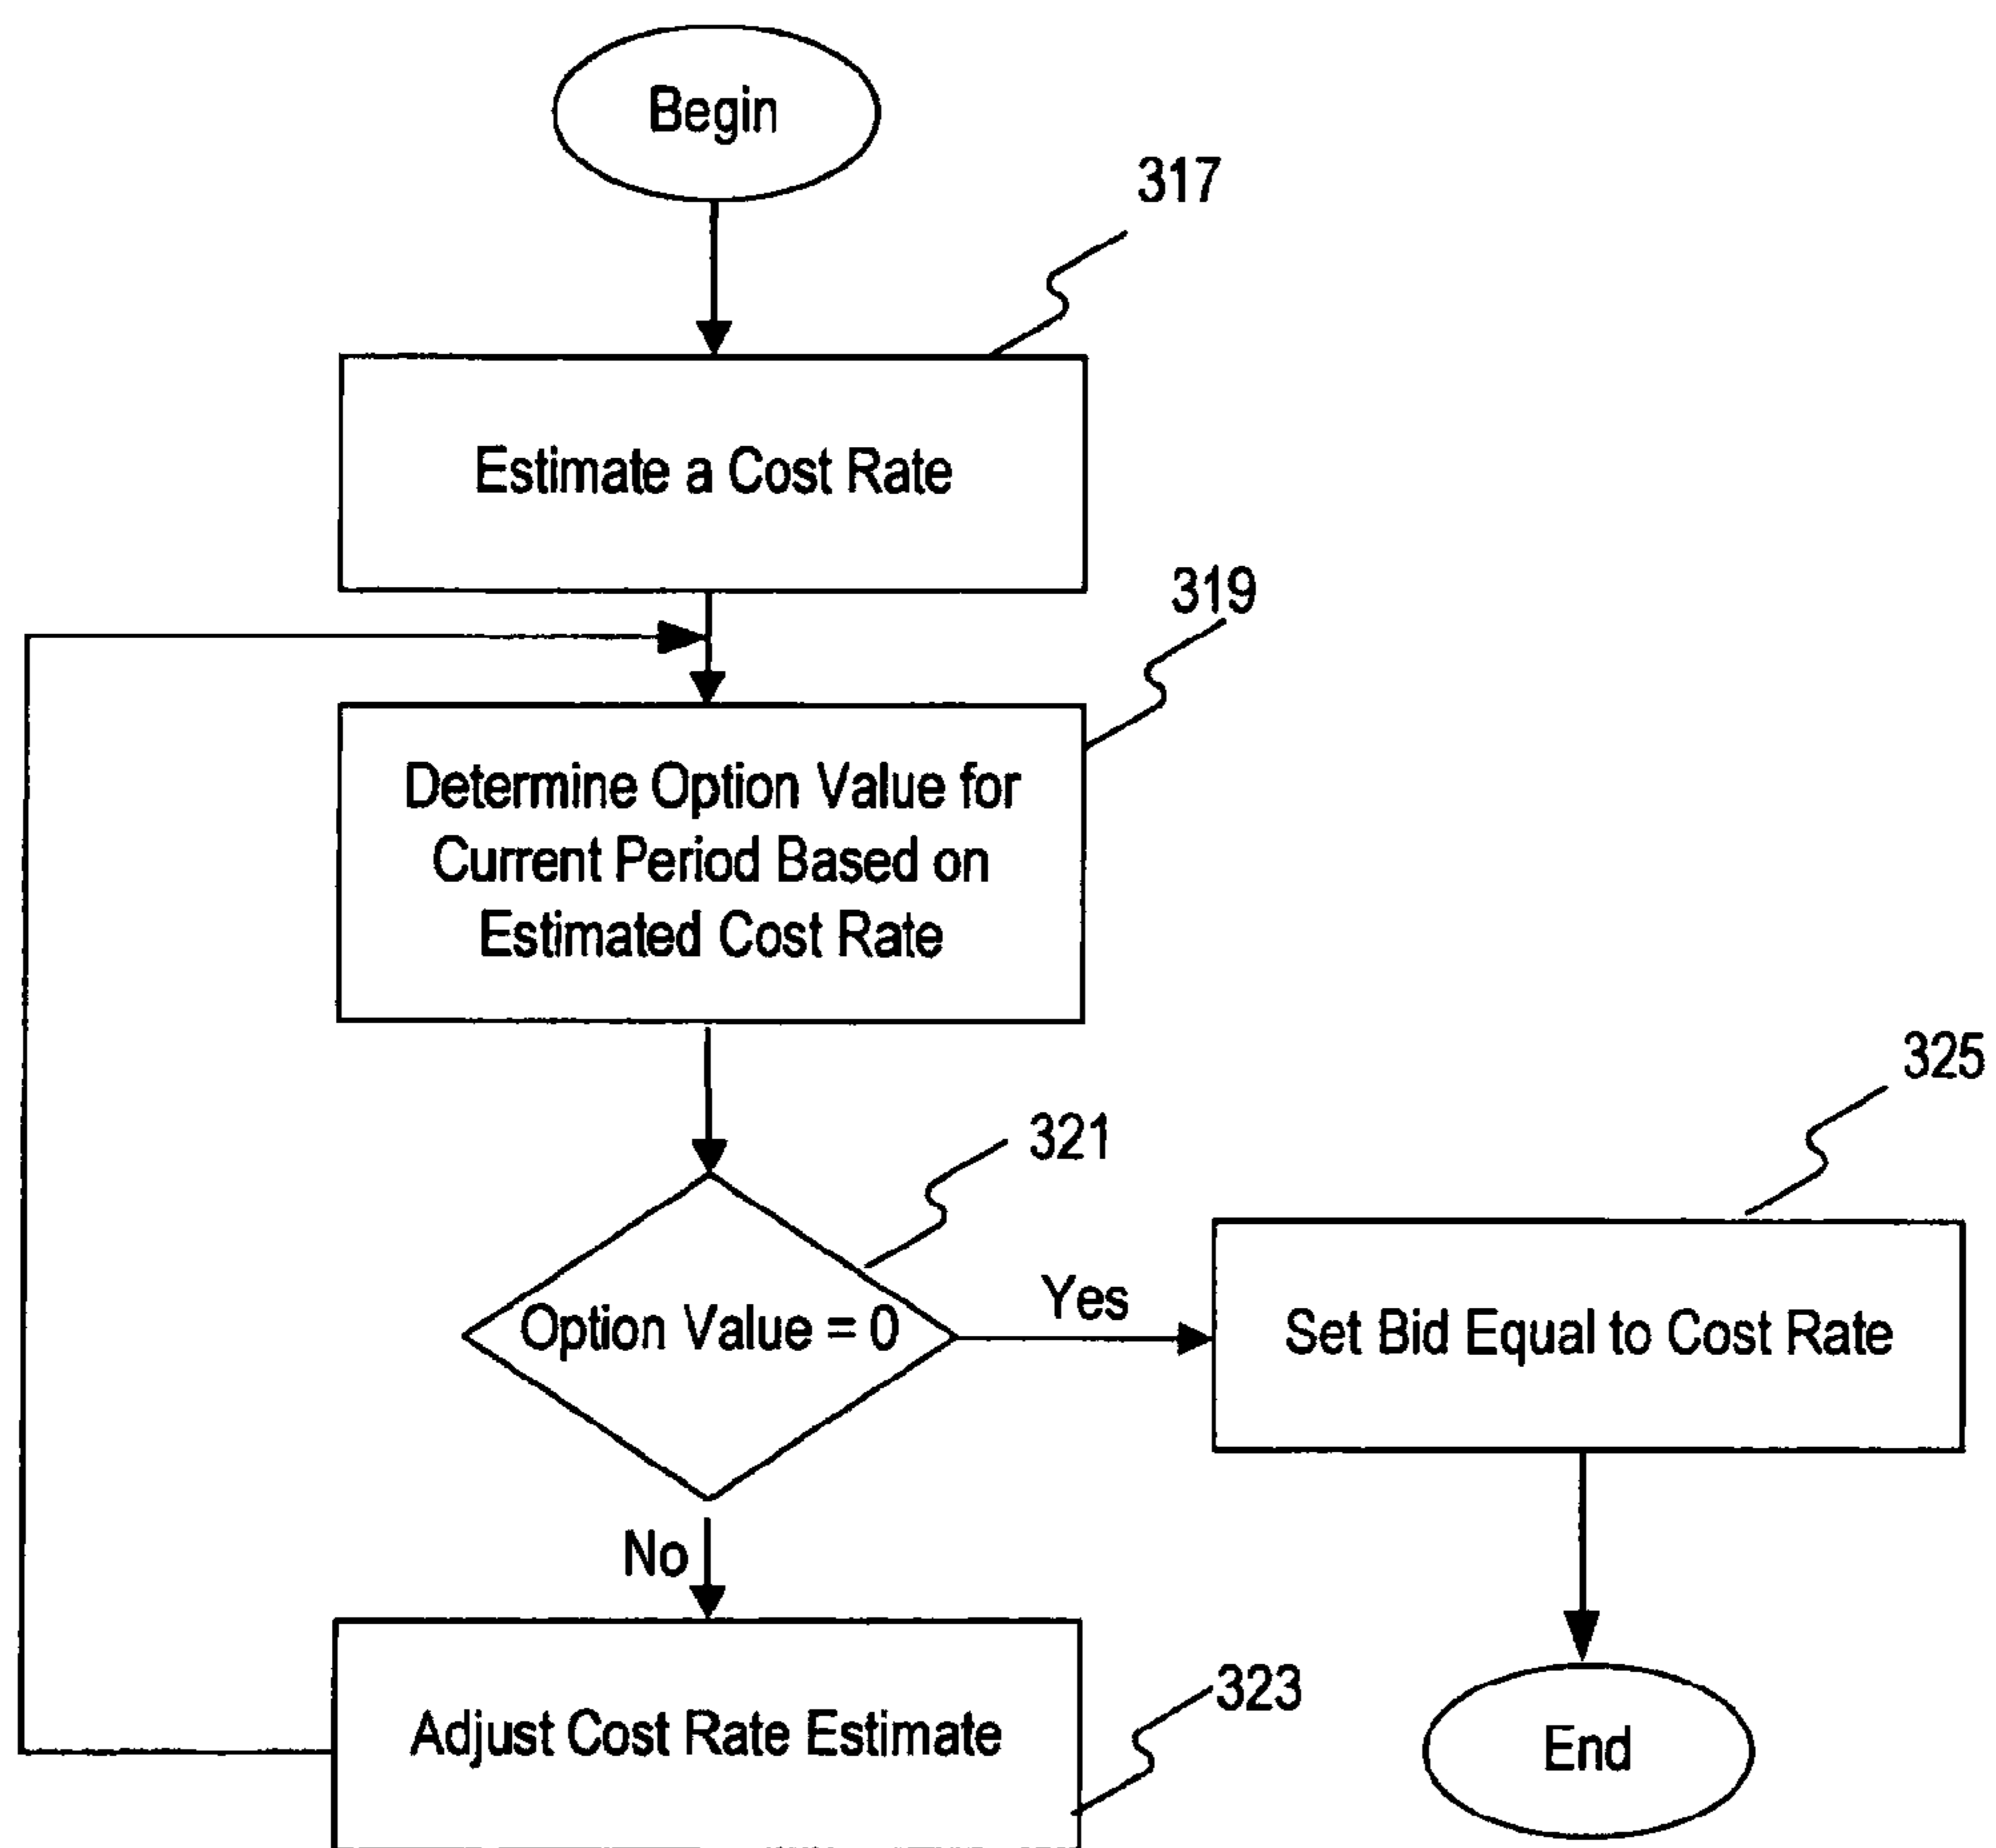 Begin
317
Estimate a Cost Rate
319
Determine Option Value for
Current Period Based on
Estimated Cost Rate
321
325
Option Value = 0
Yes
Set Bid Equal to Cost Rate
No
Adjust Cost Rate Estimate
323
End